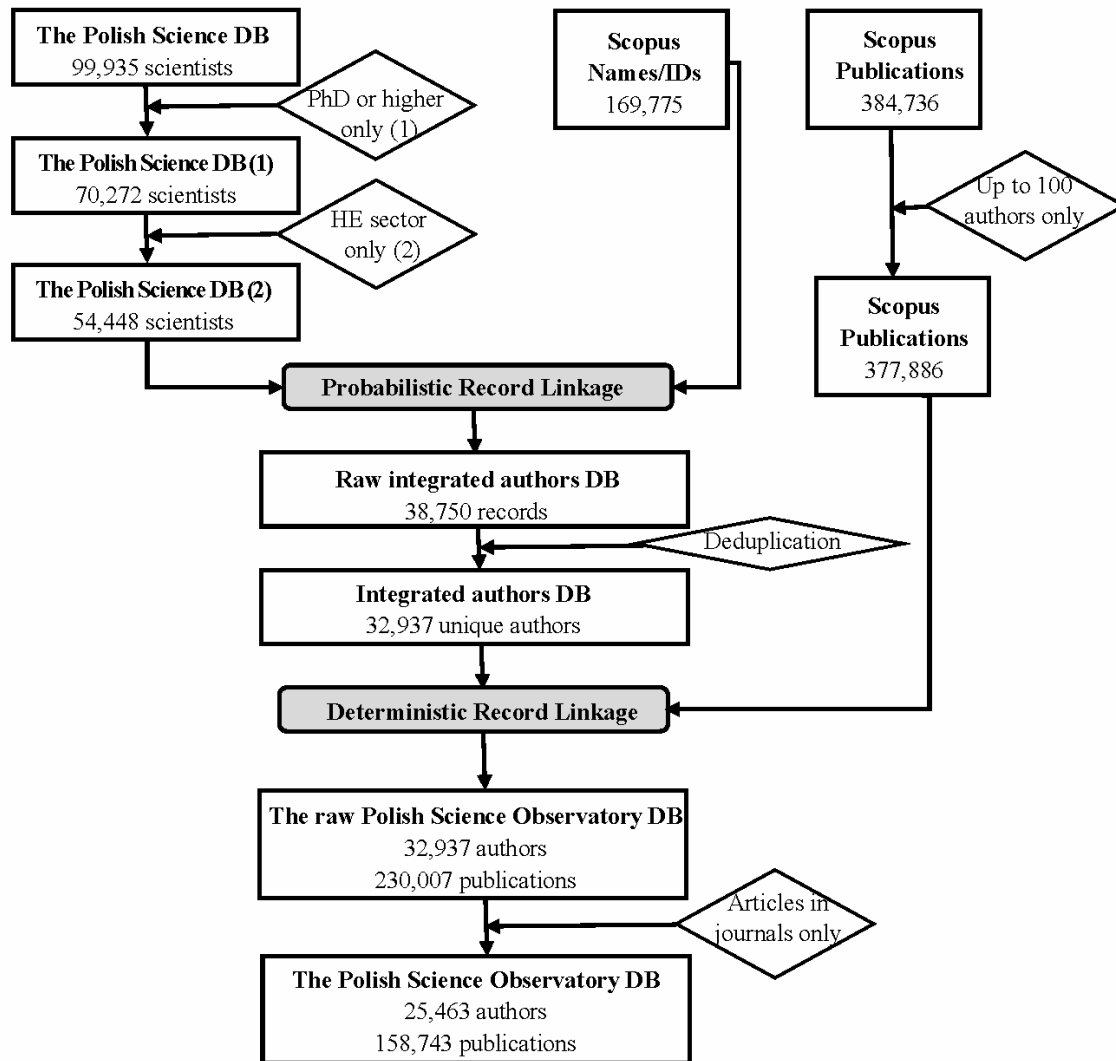 The Polish Science DB
99,935 scientists
PhD or higher
only (1)
The Polish Science DB (1)
70,272 scientists
HE sector
only (2)
The Polish Science DB (2)
54,448 scientists
Scopus
Names/IDs
169,775
Scopus
Publications
384,736
Up to 100
authors only
Scopus
Publications
377,886
Probabilistic Record Linkage
Raw integrated authors DB
38,750 records
Deduplication
Integrated authors DB
32,937 unique authors
Deterministic Record Linkage
The raw Polish Science Observatory DB
32,937 authors
230,007 publications
Articles in
journals only
The Polish Science Observatory DB
25,463 authors
158,743 publications